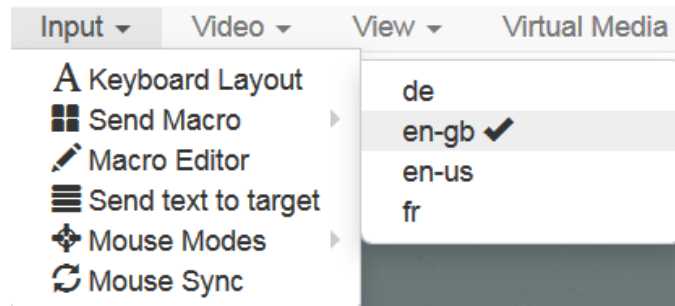 Input Video View Virtual Media
A Keyboard Layout
Send Macro
Macro Editor
Send text to target
Mouse Modes
Mouse Sync
de
en-gb
en-us
fr